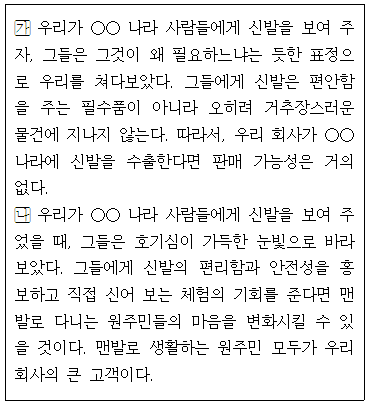 가 우리가 ○○ 나라 사람들에게 신발을 보여 주
자, 그들은 그것이 왜 필요하느냐는 듯한 표정으
로 우리를 쳐다보았다. 그들에게 신발은 편안함
을 주는 필수품이 아니라 오히려 거추장스러운
물건에 지나지 않는다. 따라서, 우리 회사가 ○○
나라에 신발을 수출한다면 판매 가능성은 거의
없다.
나 우리가 ○○ 나라 사람들에게 신발을 보여 주
었을 때, 그들은 호기심이 가득한 눈빛으로 바라
보았다. 그들에게 신발의 편리함과 안전성을 홍
보하고 직접 신어 보는 체험의 기회를 준다면 맨
발로 다니는 원주민들의 마음을 변화시킬 수 있
을 것이다. 맨발로 생활하는 원주민 모두가 우리
회사의 큰 고객이다.